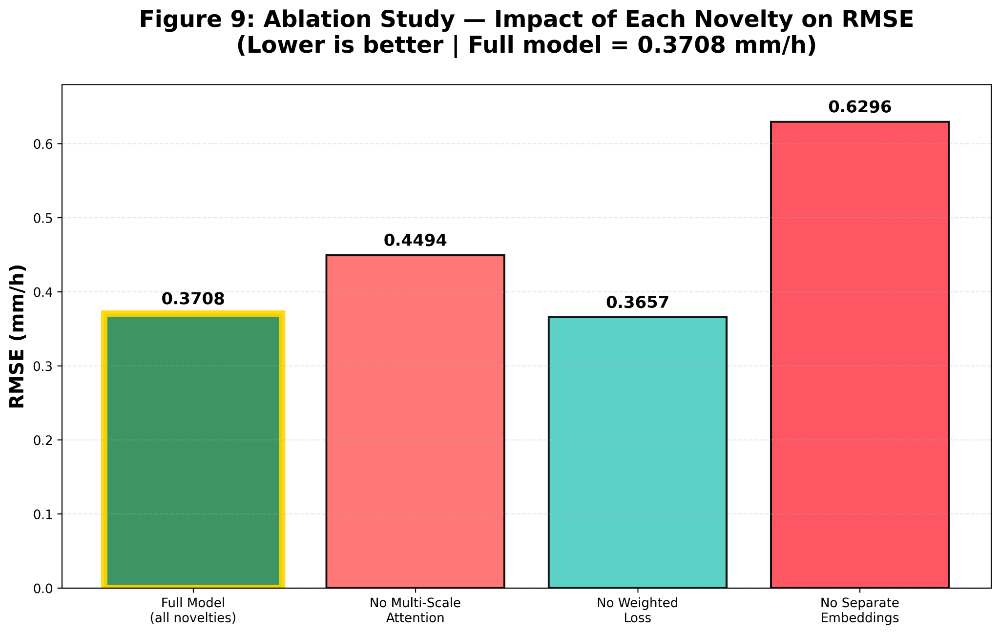 Figure 9: Ablation Study — Impact of Each Novelty on RMSE
(Lower is better | Full model = 0.3708 mm/h)
RMSE (mm/h)
0.6
0.5
0.4
0.3
0.2
0.1
0.0
0.3708
0.4494
0.3657
0.6296
Full Model
(all novelties)
No Multi-Scale
Attention
No Weighted
Loss
No Separate
Embeddings